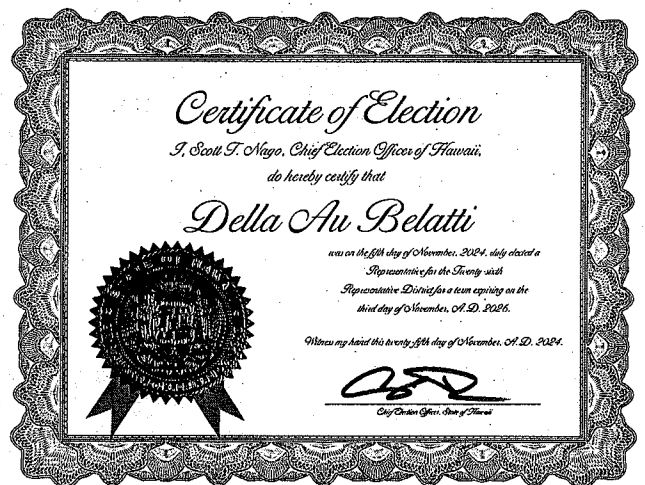 Certificate of Election
I, Scott T. Nago, Chief Election Officer of Hawaii,
do hereby certify that
Della Au Belatti
was on the fifth day of November, 2024, duly elected a
Representative for the Twenty-sixth
Representative District for a term expiring on the
third day of November, A.D. 2026.
Witness my hand this twenty-fifth day of November, A.D. 2024.
Chief Election Officer, State of Hawaii